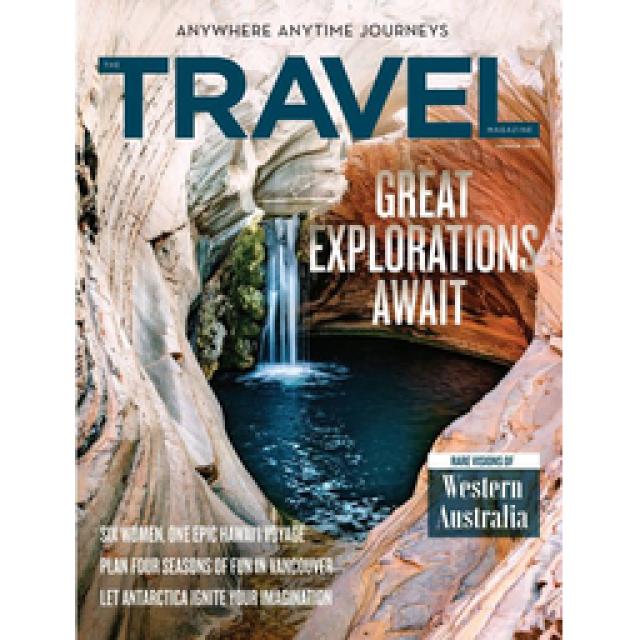 ANYWHERE ANYTIME JOURNEYS
THE
TRAVEL
MAGAZINE
GREAT
EXPLORATIONS
AWAIT
RARE VISIONS OF
Western
Australia
SIX WOMEN, ONE EPIC HAWAI'I VOYAGE
PLAN FOUR SEASONS OF FUN IN VANCOUVER
LET ANTARCTICA IGNITE YOUR IMAGINATION